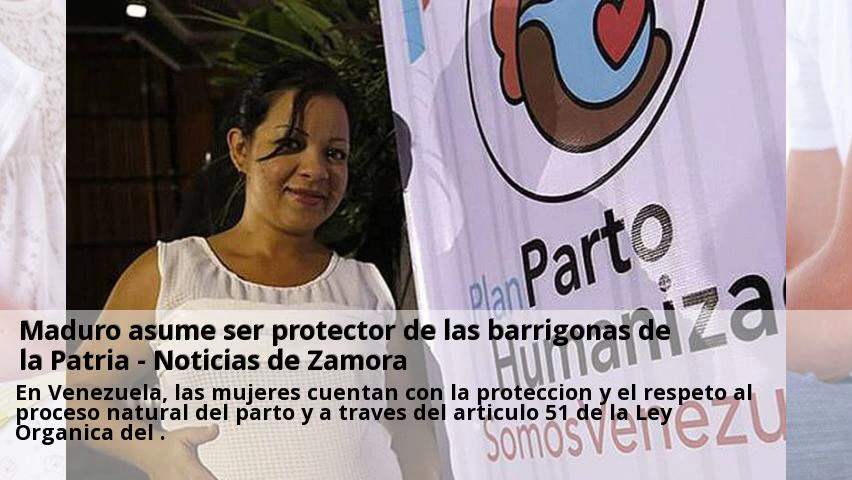 Plan Parto
Humaniza
SomosVenezu
Maduro asume ser protector de las barrigonas de
la Patria - Noticias de Zamora
En Venezuela, las mujeres cuentan con la proteccion y el respeto al
proceso natural del parto y a traves del articulo 51 de la Ley
Organica del .